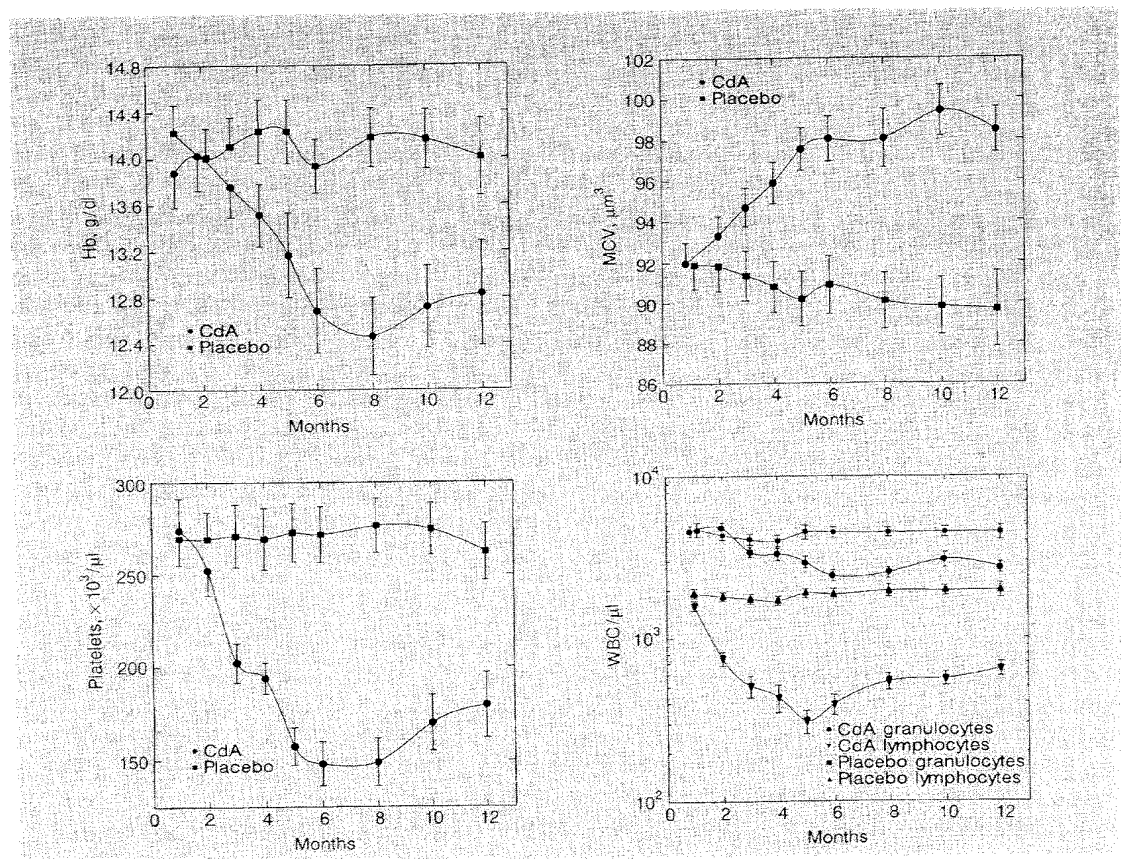 14.8
14.4
14.0
13.6
13.2
12.8
12.4
12.0
Hb, g/dl
CdA
Placebo
0 2 4 6 8 10 12
Months
102
100
98
96
94
92
90
88
86
MCV, μm³
CdA
Placebo
0 2 4 6 8 10 12
Months
300
250
200
150
Platelets, × 10³/μl
CdA
Placebo
0 2 4 6 8 10 12
Months
10⁴
10³
10²
WBC/μl
CdA granulocytes
CdA lymphocytes
Placebo granulocytes
Placebo lymphocytes
0 2 4 6 8 10 12
Months